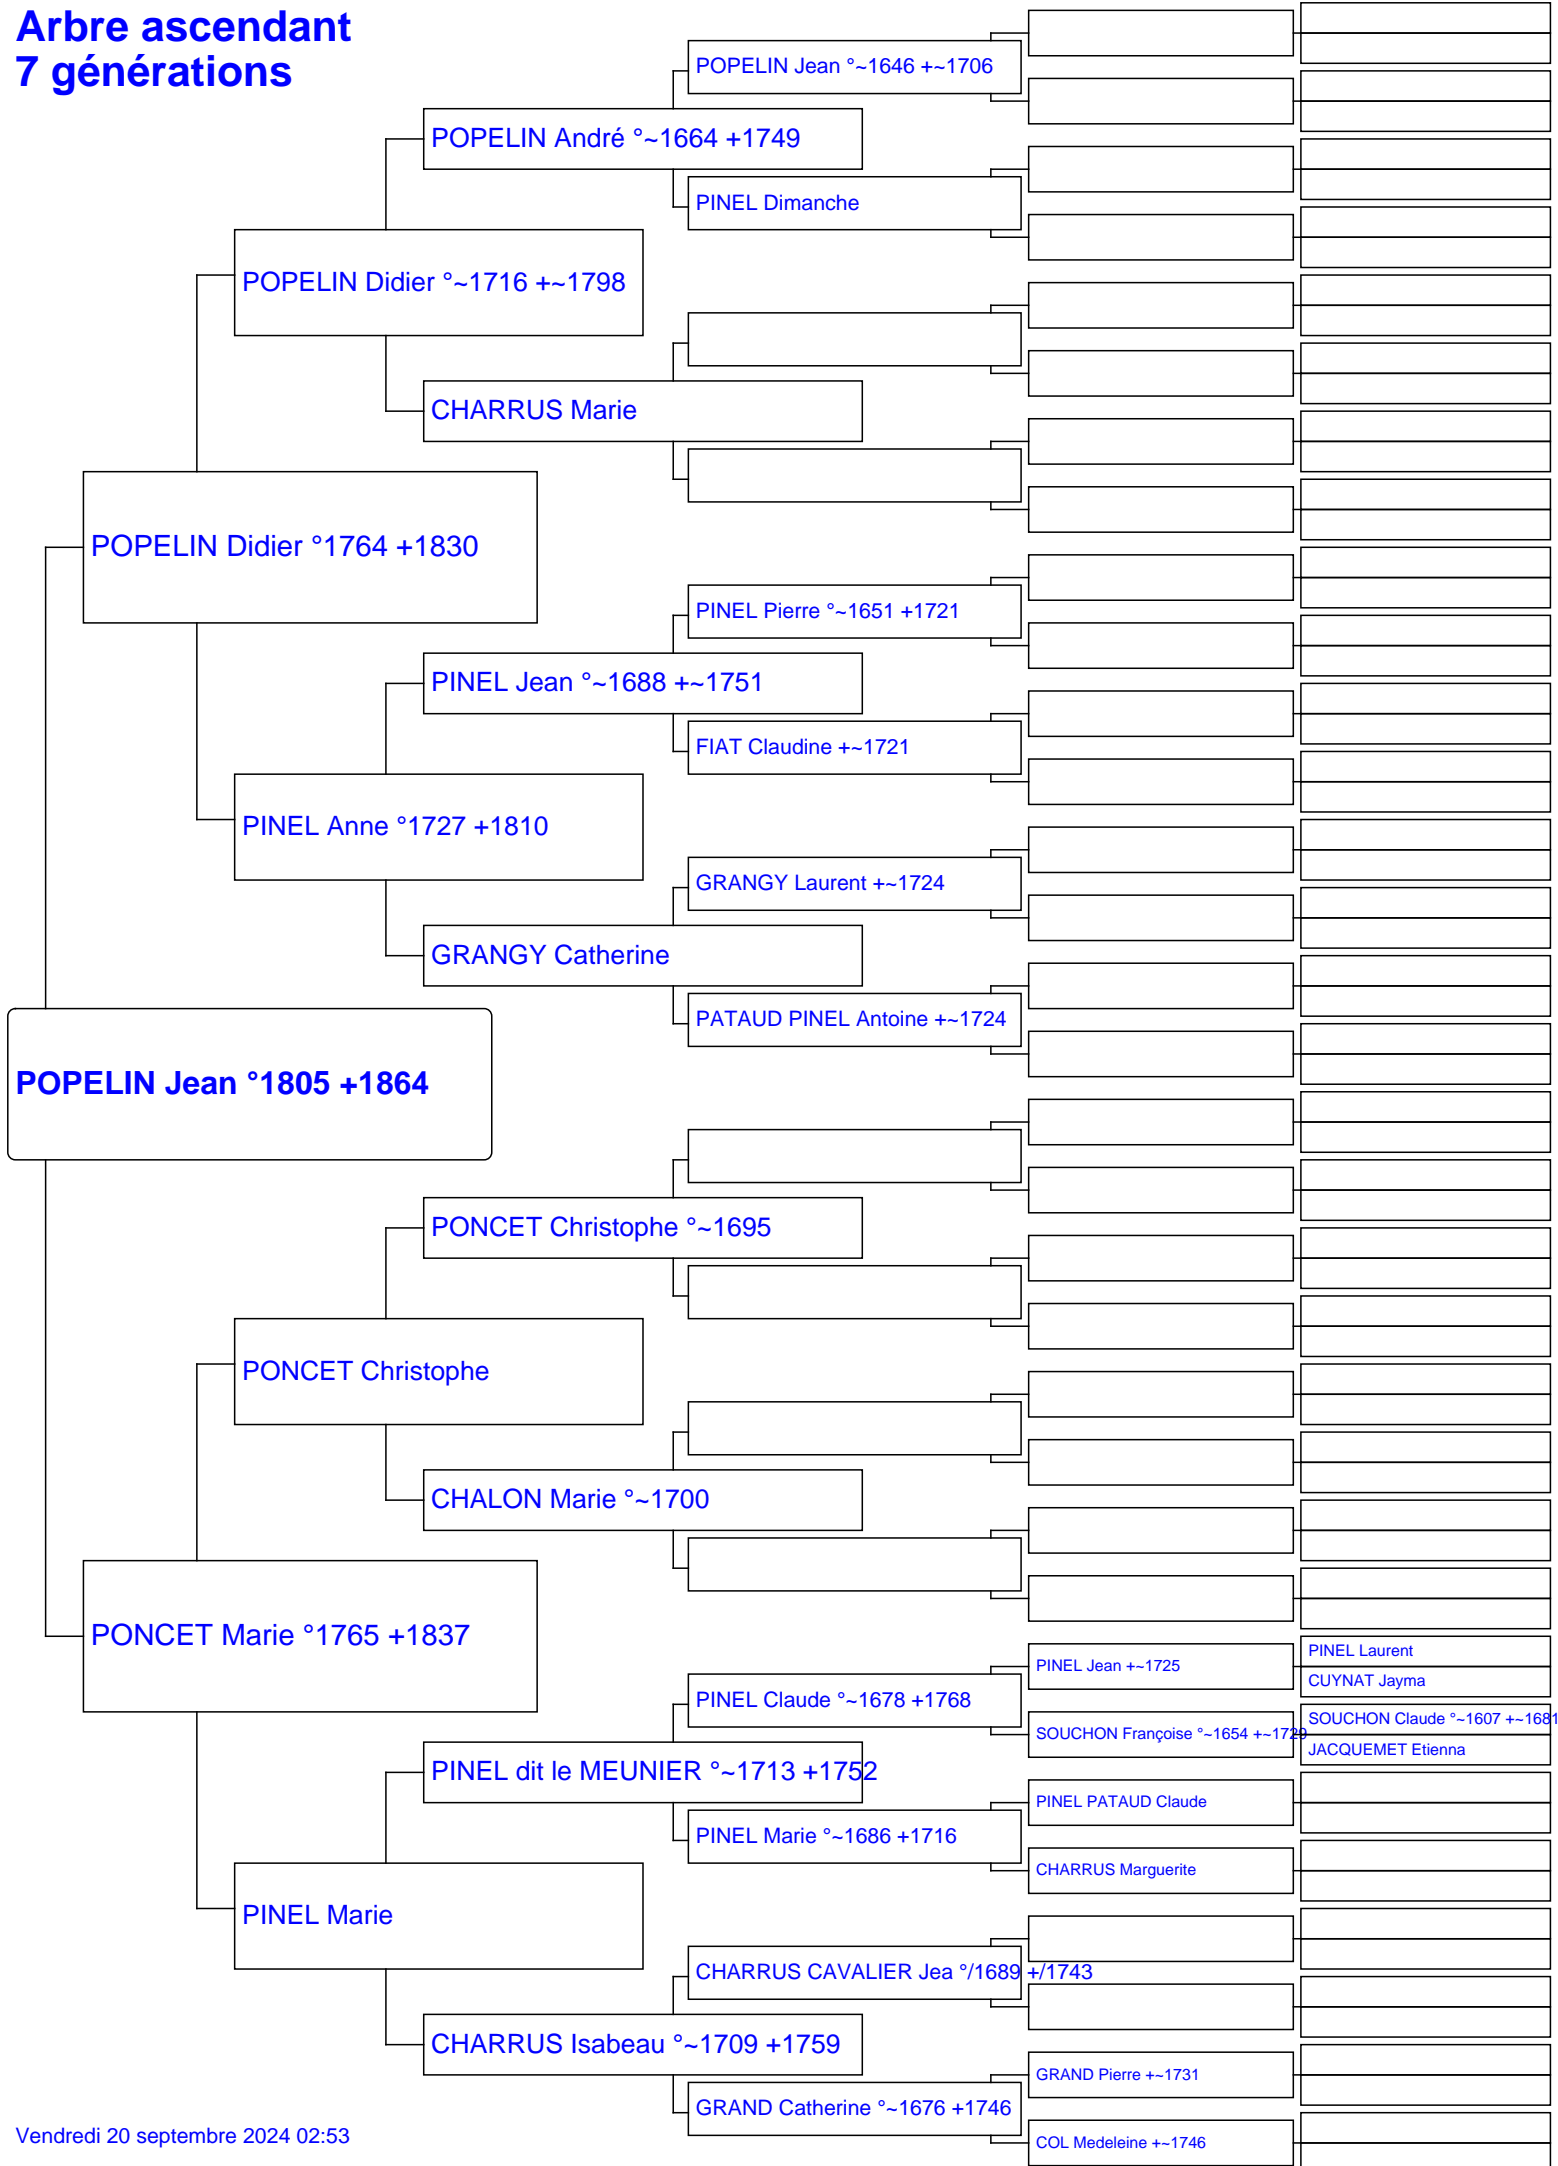 Arbre ascendant
7 générations
POPELIN Jean °~1646 +~1706
POPELIN André °~1664 +1749
PINEL Dimanche
POPELIN Didier °~1716 +~1798
CHARRUS Marie
POPELIN Didier °1764 +1830
PINEL Pierre °~1651 +1721
PINEL Jean °~1688 +~1751
FIAT Claudine +~1721
PINEL Anne °1727 +1810
GRANGY Laurent +~1724
GRANGY Catherine
PATAUD PINEL Antoine +~1724
POPELIN Jean °1805 +1864
PONCET Christophe °~1695
PONCET Christophe
CHALON Marie °~1700
PONCET Marie °1765 +1837
PINEL Laurent
PINEL Jean +~1725
CUYNAT Jayma
PINEL Claude °~1678 +1768
SOUCHON Claude °~1607 +~1681
SOUCHON Françoise °~1654 +~1729
JACQUEMET Etienna
PINEL dit le MEUNIER °~1713 +1752
PINEL PATAUD Claude
PINEL Marie °~1686 +1716
CHARRUS Marguerite
PINEL Marie
CHARRUS CAVALIER Jea °/1689 +/1743
CHARRUS Isabeau °~1709 +1759
GRAND Pierre +~1731
GRAND Catherine °~1676 +1746
COL Medeleine +~1746
Vendredi 20 septembre 2024 02:53